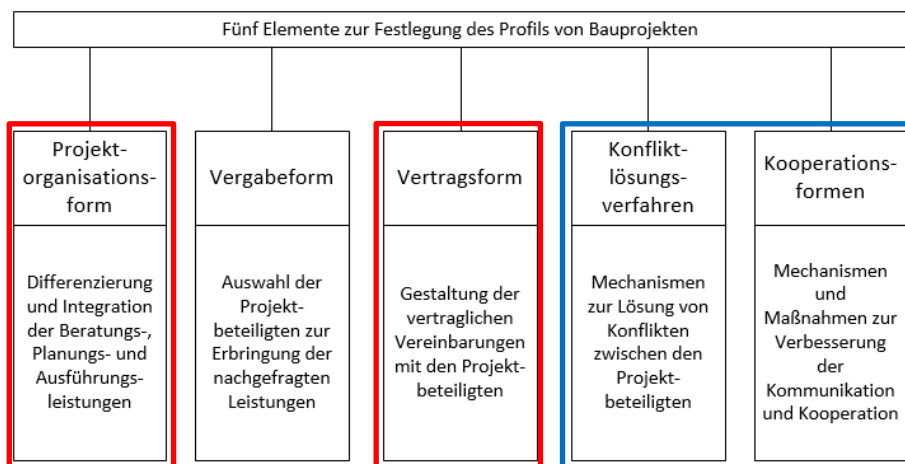 Fünf Elemente zur Festlegung des Profils von Bauprojekten
Projekt-
organisations-
form
Differenzierung
und Integration
der Beratungs-,
Planungs- und
Ausführungs-
leistungen
Vergabeform
Auswahl der
Projekt-
beteiligten zur
Erbringung der
nachgefragten
Leistungen
Vertragsform
Gestaltung der
vertraglichen
Vereinbarungen
mit den Projekt-
beteiligten
Konflikt-
lösungs-
verfahren
Mechanismen
zur Lösung von
Konflikten
zwischen den
Projekt-
beteiligten
Kooperations-
formen
Mechanismen
und
Maßnahmen zur
Verbesserung
der
Kommunikation
und Kooperation